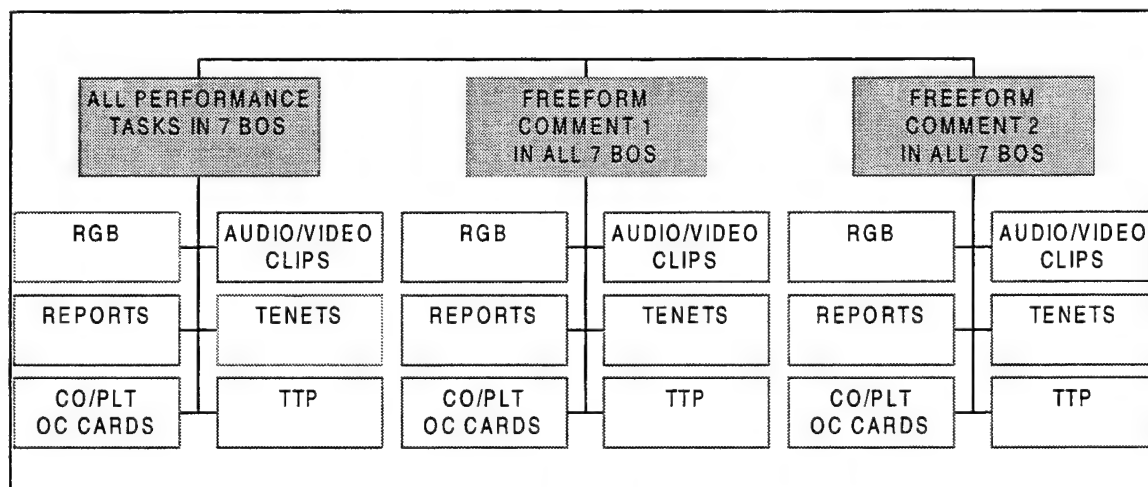 ALL PERFORMANCE
TASKS IN 7 BOS
FREEFORM
COMMENT 1
IN ALL 7 BOS
FREEFORM
COMMENT 2
IN ALL 7 BOS
RGB
AUDIO/VIDEO
CLIPS
REPORTS
TENETS
CO/PLT
OC CARDS
TTP
RGB
AUDIO/VIDEO
CLIPS
REPORTS
TENETS
CO/PLT
OC CARDS
TTP
RGB
AUDIO/VIDEO
CLIPS
REPORTS
TENETS
CO/PLT
OC CARDS
TTP